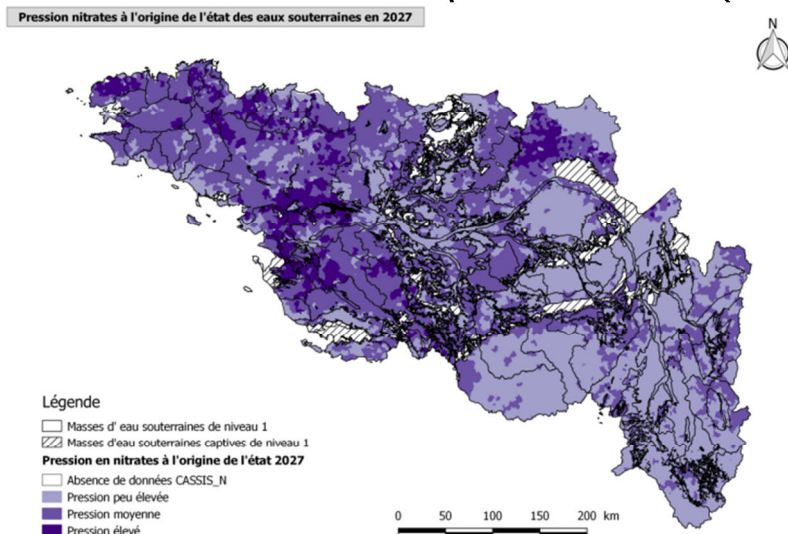 Pression nitrates à l'origine de l'état des eaux souterraines en 2027
N
Légende
Masses d' eau souterraines de niveau 1
Masses d'eau souterraines captives de niveau 1
Pression en nitrates à l'origine de l'état 2027
Absence de données CASSIS_N
Pression peu élevée
Pression moyenne
Pression élevé
0 50 100 150 200 km